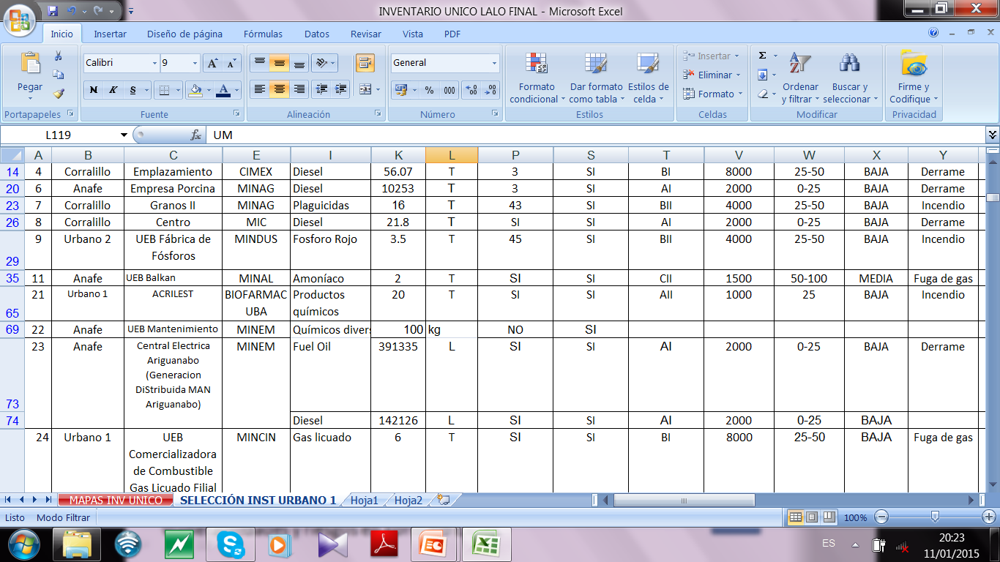 INVENTARIO UNICO LALO FINAL - Microsoft Excel
Inicio Insertar Diseño de página Fórmulas Datos Revisar Vista PDF
Pegar
Portapapeles
Calibri 9
N K S
Fuente
Alineación
General
% 000
Número
Formato condicional
Dar formato como tabla
Estilos de celda
Estilos
Insertar
Eliminar
Formato
Celdas
Σ
Ordenar y filtrar
Buscar y seleccionar
Modificar
Firme y Codifique
Privacidad
L119 fx UM
A B C E I K L P S T V W X Y
14 4 Corralillo Emplazamiento CIMEX Diesel 56.07 T 3 SI BI 8000 25-50 BAJA Derrame
20 6 Anafe Empresa Porcina MINAG Diesel 10253 T 3 SI AI 2000 0-25 BAJA Derrame
23 7 Corralillo Granos II MINAG Plaguicidas 16 T 43 SI BII 4000 25-50 BAJA Incendio
26 8 Corralillo Centro MIC Diesel 21.8 T SI SI AI 2000 0-25 BAJA Derrame
29 9 Urbano 2 UEB Fábrica de Fósforos MINDUS Fosforo Rojo 3.5 T 45 SI BII 4000 25-50 BAJA Incendio
35 11 Anafe UEB Balkan MINAL Amoníaco 2 T SI SI CII 1500 50-100 MEDIA Fuga de gas
65 21 Urbano 1 ACRILEST BIOFARMACUBA Productos químicos 20 T SI SI AII 1000 25 BAJA Incendio
69 22 Anafe UEB Mantenimiento MINEM Químicos divers 100 kg NO SI
73 23 Anafe Central Electrica Ariguanabo (Generacion DiStribuida MAN Ariguanabo) MINEM Fuel Oil 391335 L SI SI AI 2000 0-25 BAJA Derrame
74 Diesel 142126 L SI SI AI 2000 0-25 BAJA
24 Urbano 1 UEB Comercializadora de Combustible Gas Licuado Filial MINCIN Gas licuado 6 T SI SI BI 8000 25-50 BAJA Fuga de gas
MAPAS INV UNICO SELECCIÓN INST URBANO 1 Hoja1 Hoja2
Listo Modo Filtrar 100%
ES 20:23
11/01/2015